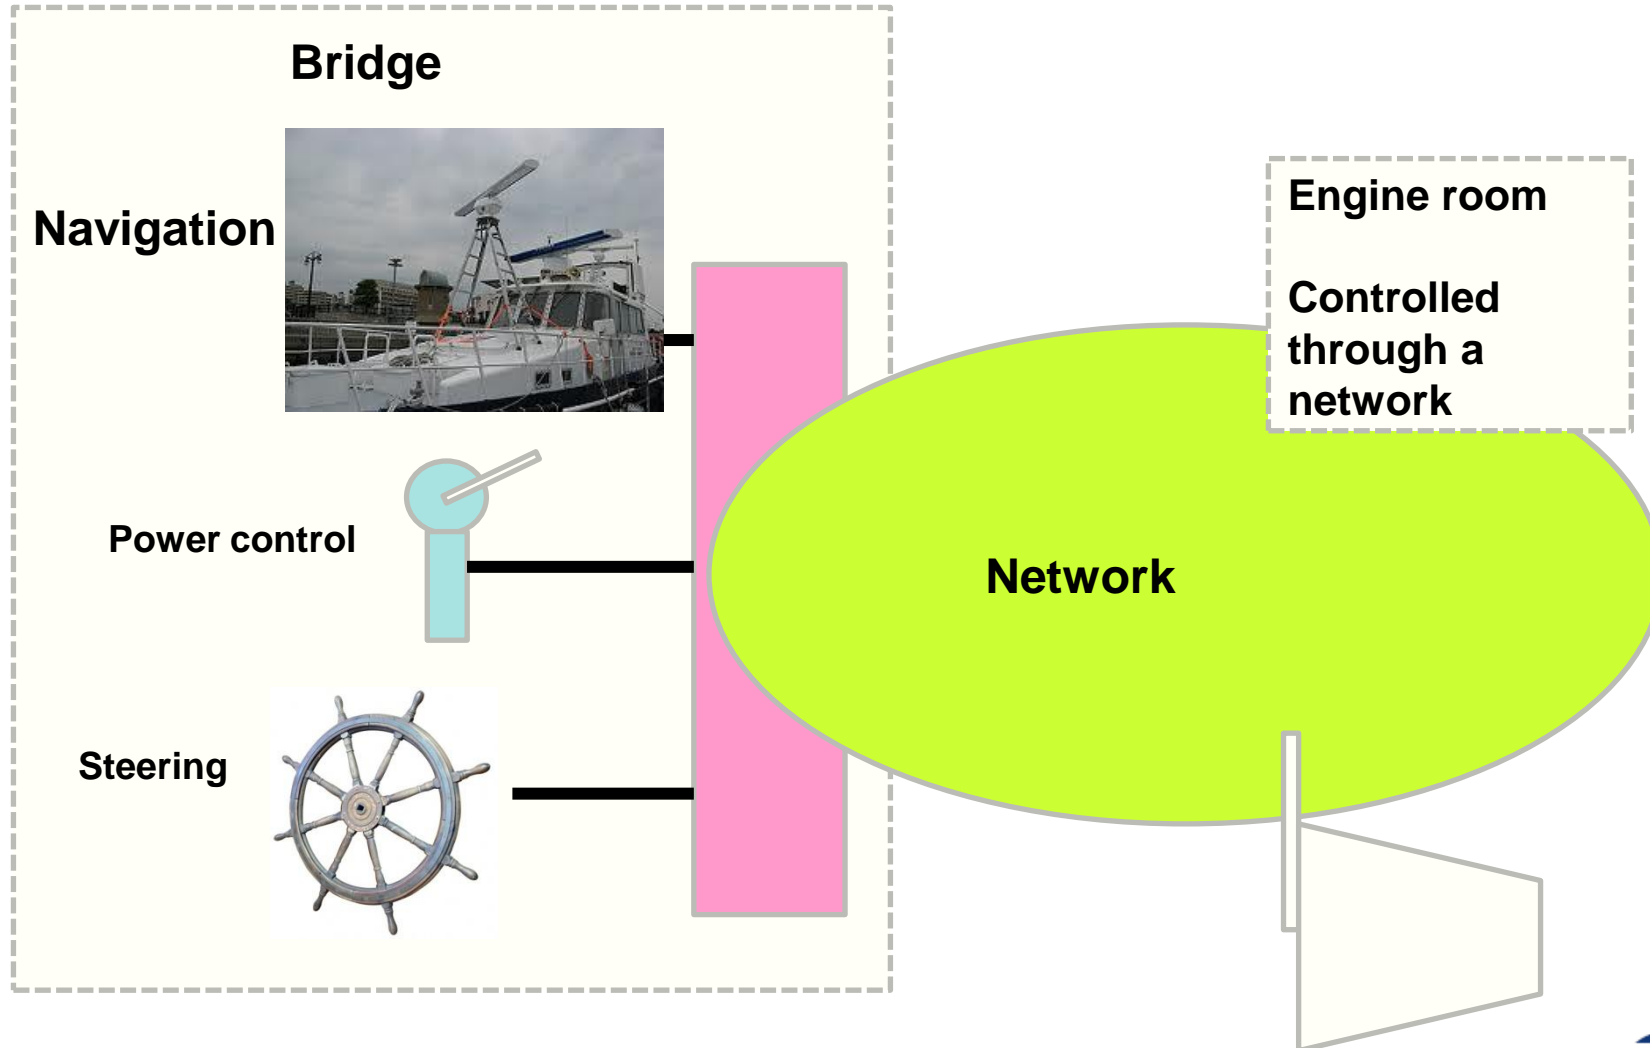 Bridge
Navigation
Power control
Steering
Network
Engine room
Controlled
through a
network